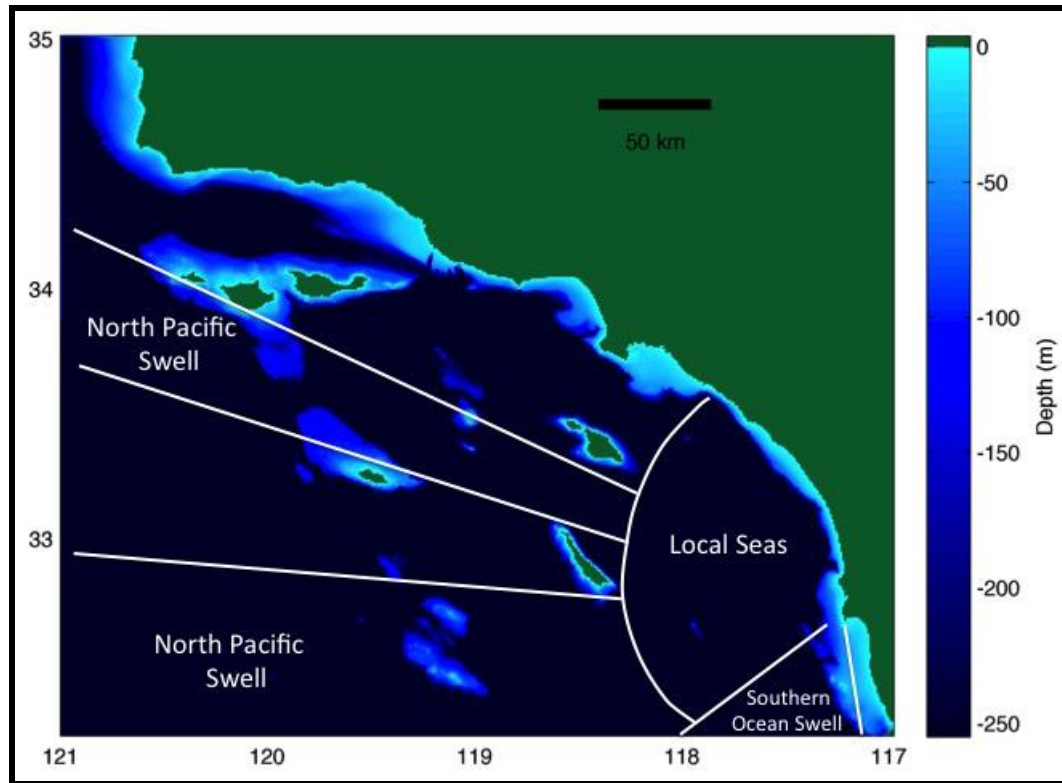 35
34
33
121
120
119
118
117
50 km
North Pacific
Swell
North Pacific
Swell
Local Seas
Southern
Ocean Swell
0
-50
-100
-150
-200
-250
Depth (m)